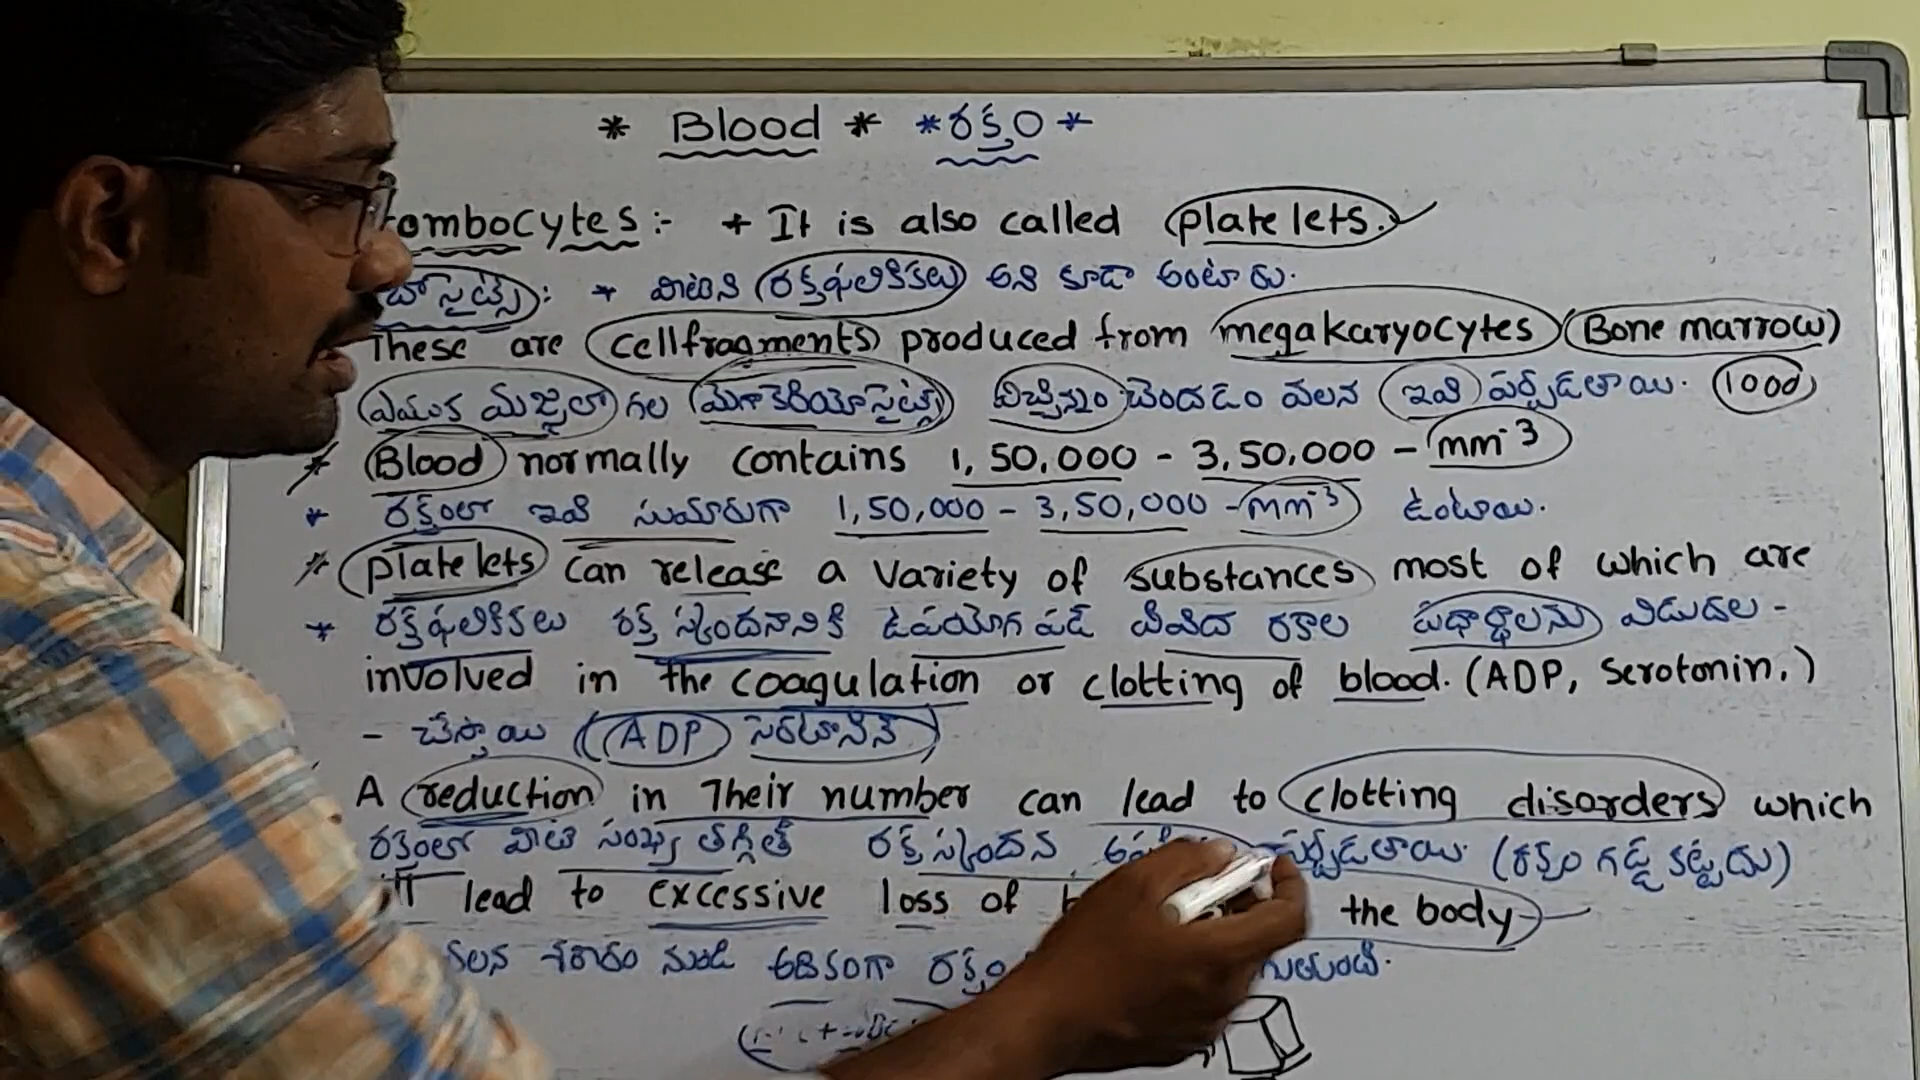 * Blood * * రక్తం *
ombocytes :- + It is also called platelets.
బోసైట్స్ : * వీటిని రక్తఫలికికలు అని కూడా అంటారు.
These are cellfragments produced from megakaryocytes (Bone marrow)
ఎముక మజ్జలో గల మెగాకెరియోసైట్స్ విచ్ఛిన్నం చెందడం వలన ఇవి ఏర్పడతాయి. 1000
* Blood normally contains 1,50,000 - 3,50,000 - mm-3
* రక్తంలో ఇవి సుమారుగా 1,50,000 - 3,50,000 - mm-3 ఉంటాయి.
* platelets can release a variety of substances most of which are
* రక్తఫలికికలు రక్త స్కందనానికి ఉపయోగపడే వివిద రకాల పదార్థాలను విడుదల -
involved in the coagulation or clotting of blood. (ADP, Serotonin,)
- చేస్తాయి (ADP సెరటోనిన్)
A reduction in Their number can lead to clotting disorders which
రక్తంలో వీటి సంఖ్య తగ్గితే రక్తస్కందన ఏర్పడతాయి. (రక్తం గడ్డ కట్టదు)
lead to excessive loss of the body
వలన శరీరం నుండి అదికంగా రక్తం